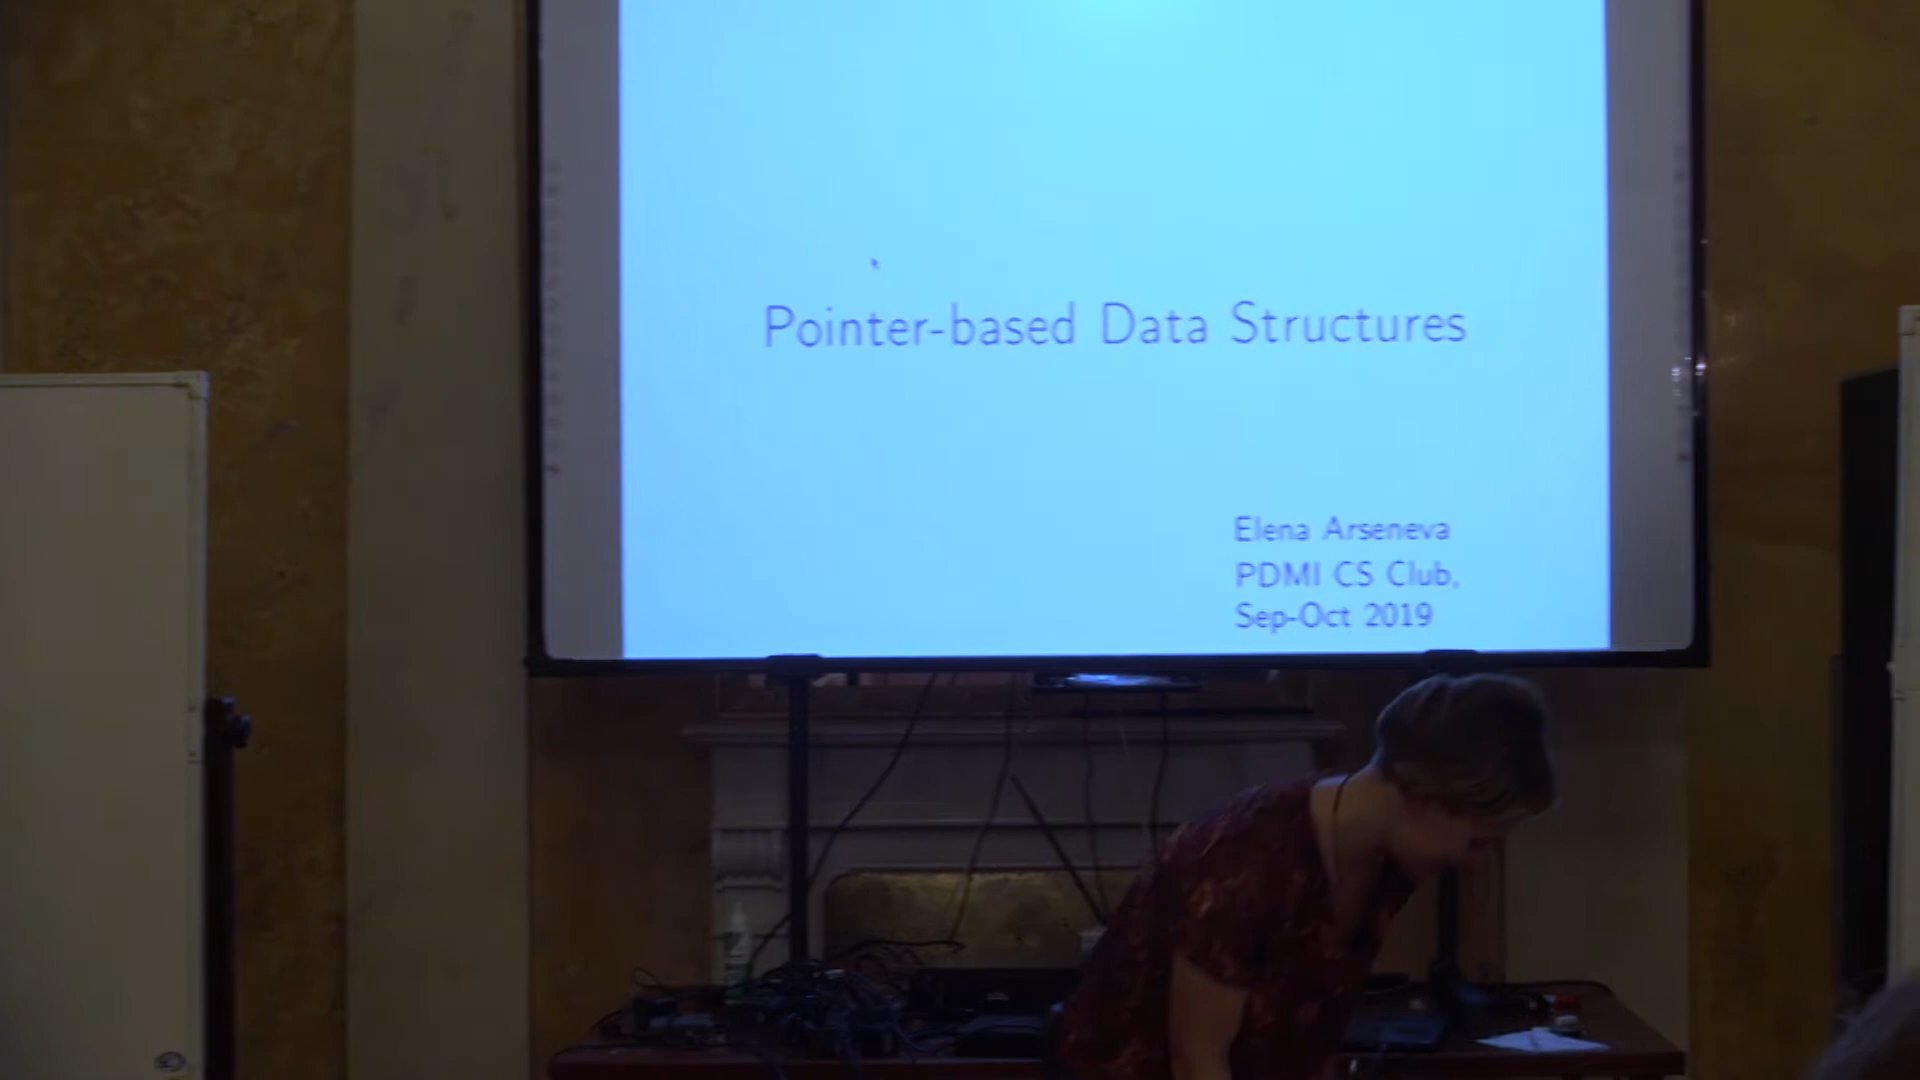 Pointer-based Data Structures
Elena Arseneva
PDMI CS Club,
Sep-Oct 2019